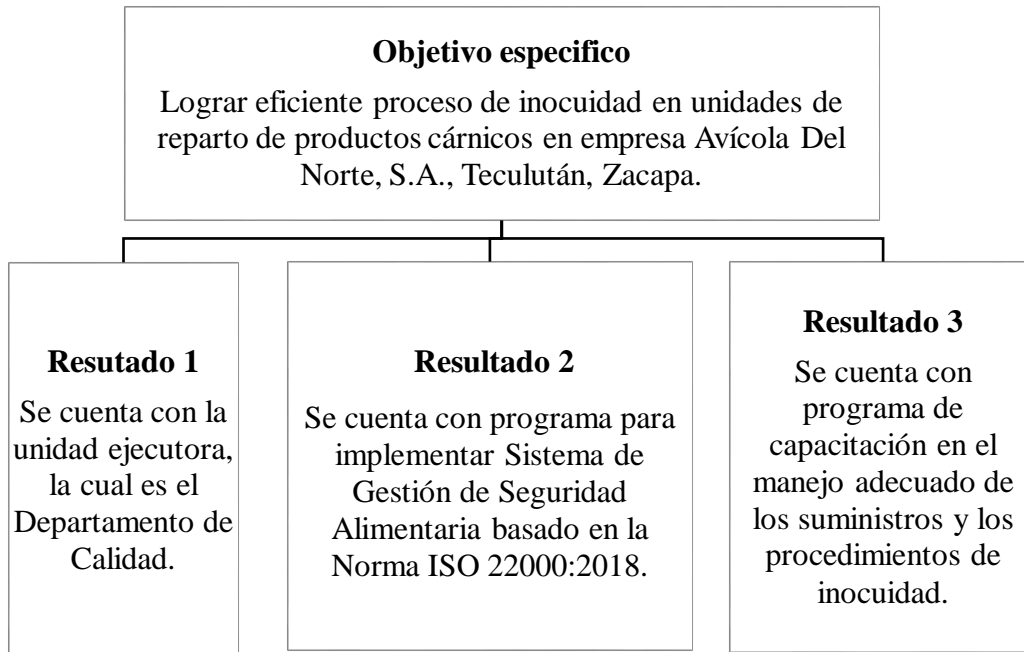 Objetivo especifico
Lograr eficiente proceso de inocuidad en unidades de
reparto de productos cárnicos en empresa Avícola Del
Norte, S.A., Teculután, Zacapa.
Resutado 1
Se cuenta con la
unidad ejecutora,
la cual es el
Departamento de
Calidad.
Resultado 2
Se cuenta con programa para
implementar Sistema de
Gestión de Seguridad
Alimentaria basado en la
Norma ISO 22000:2018.
Resultado 3
Se cuenta con
programa de
capacitación en el
manejo adecuado de
los suministros y los
procedimientos de
inocuidad.